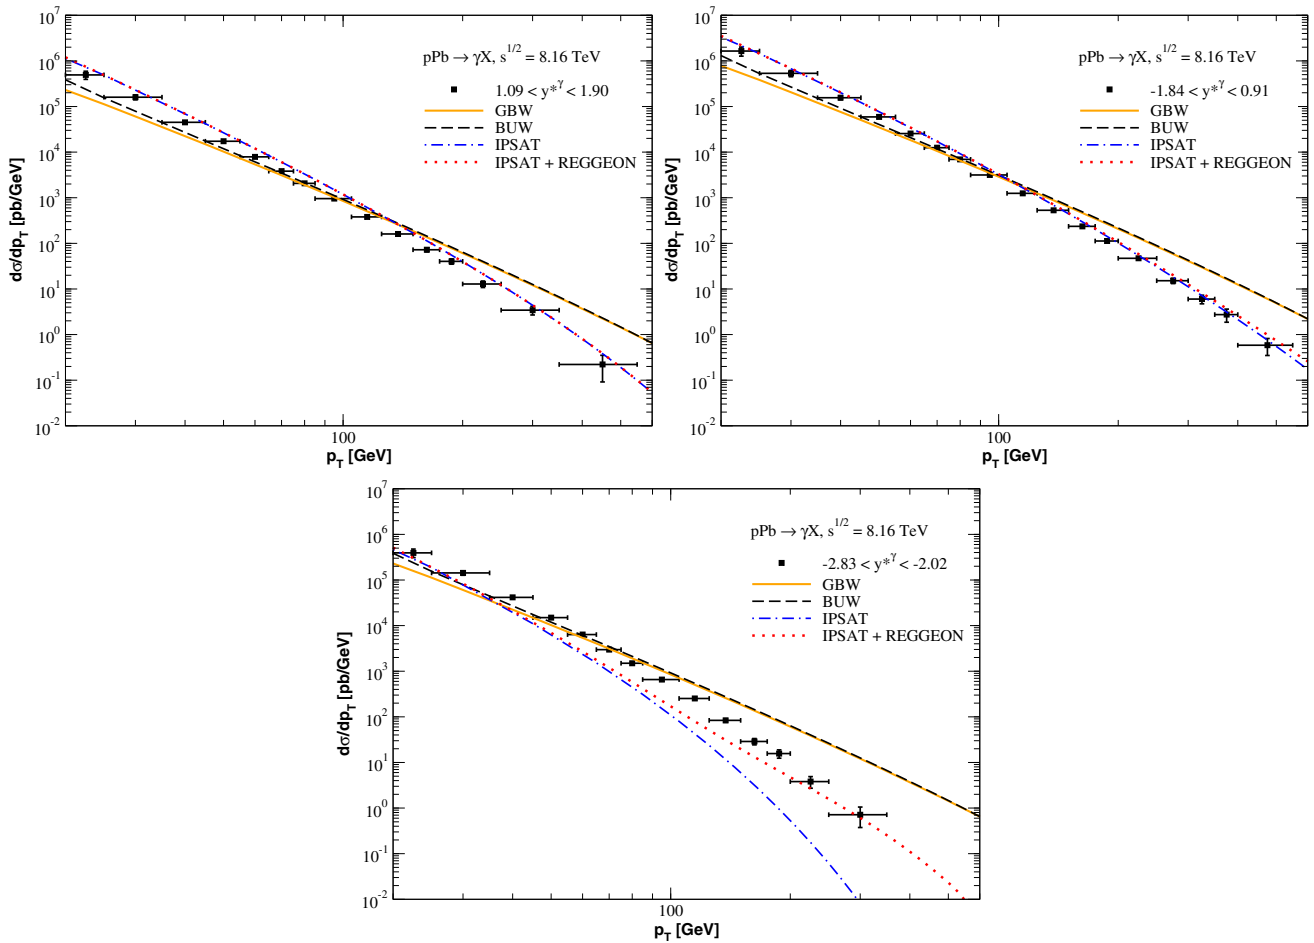 10^7
10^6
10^5
10^4
10^3
10^2
10^1
10^0
10^-1
10^-2
dσ/dp_T [pb/GeV]
pPb → γX, s^1/2 = 8.16 TeV
1.09 < y*^γ < 1.90
GBW
BUW
IPSAT
IPSAT + REGGEON
100
p_T [GeV]
10^7
10^6
10^5
10^4
10^3
10^2
10^1
10^0
10^-1
10^-2
dσ/dp_T [pb/GeV]
pPb → γX, s^1/2 = 8.16 TeV
-1.84 < y*^γ < 0.91
GBW
BUW
IPSAT
IPSAT + REGGEON
100
p_T [GeV]
10^7
10^6
10^5
10^4
10^3
10^2
10^1
10^0
10^-1
10^-2
dσ/dp_T [pb/GeV]
pPb → γX, s^1/2 = 8.16 TeV
-2.83 < y*^γ < -2.02
GBW
BUW
IPSAT
IPSAT + REGGEON
100
p_T [GeV]